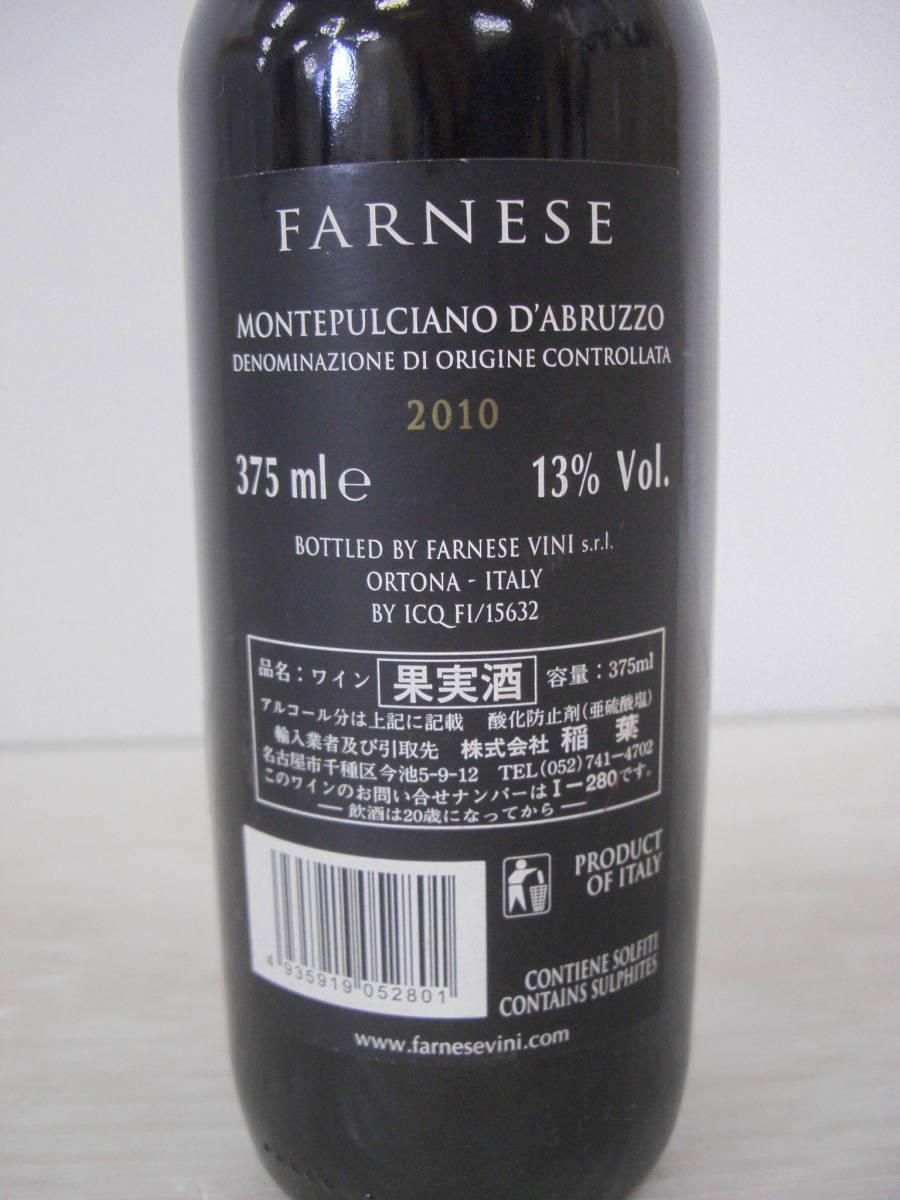 FARNESE
MONTEPULCIANO D'ABRUZZO
DENOMINAZIONE DI ORIGINE CONTROLLATA
2010
375 ml ℮ 13% Vol.
BOTTLED BY FARNESE VINI s.r.l.
ORTONA - ITALY
BY ICQ FI/15632
品名：ワイン 果実酒 容量：375ml
アルコール分は上記に記載 酸化防止剤(亜硫酸塩)
輸入業者及び引取先 株式会社 稲葉
名古屋市千種区今池5-9-12 TEL(052)741-4702
このワインのお問い合せナンバーはI-280です。
― 飲酒は20歳になってから ―
PRODUCT
OF ITALY
4 935919 052801
CONTIENE SOLFITI
CONTAINS SULPHITES
www.farnesevini.com